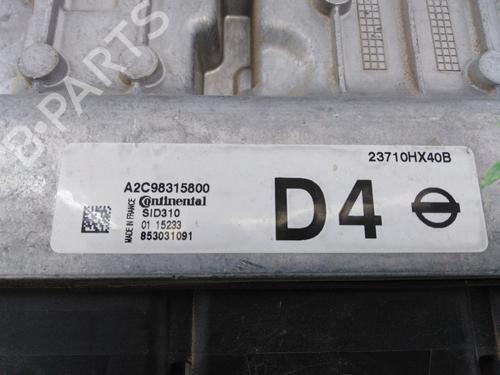 B-PARTS
23710HX40B
A2C98315800
Continental
SID310
01 15233
853031091
MADE IN FRANCE
D4